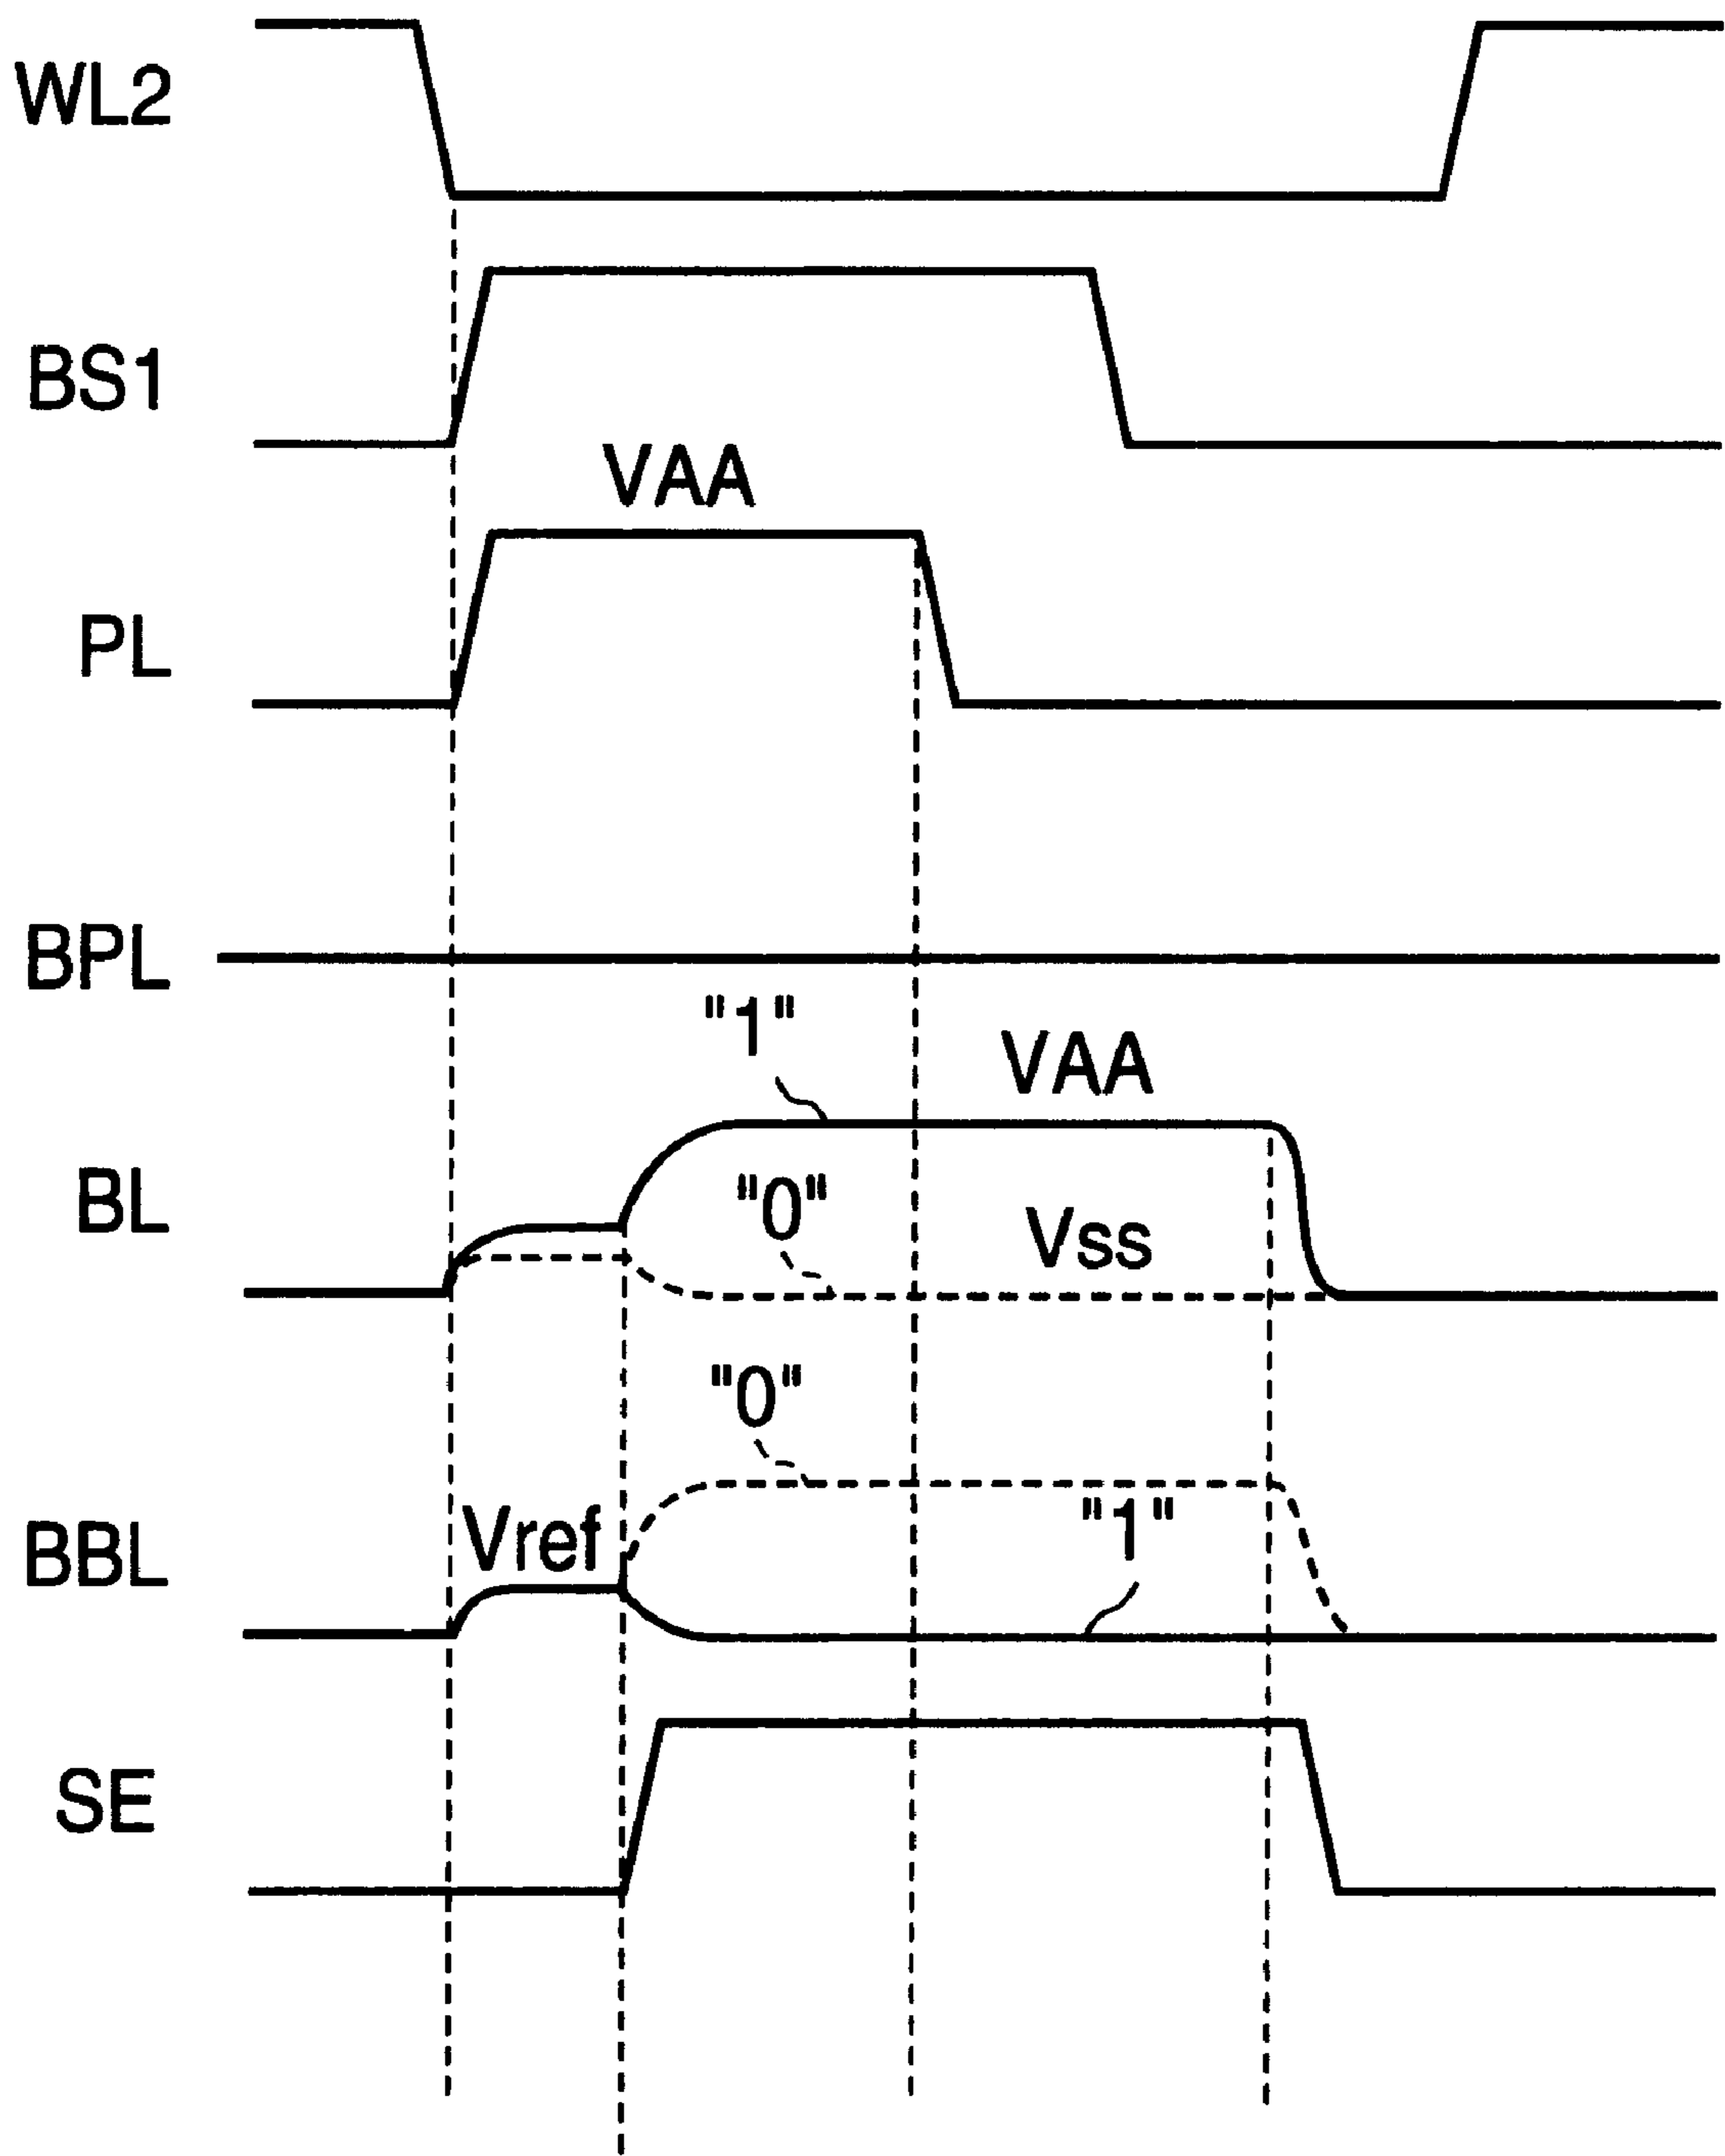 WL2
BS1
VAA
PL
BPL
"1"
VAA
BL
"0"
Vss
"0"
Vref
"1"
BBL
SE